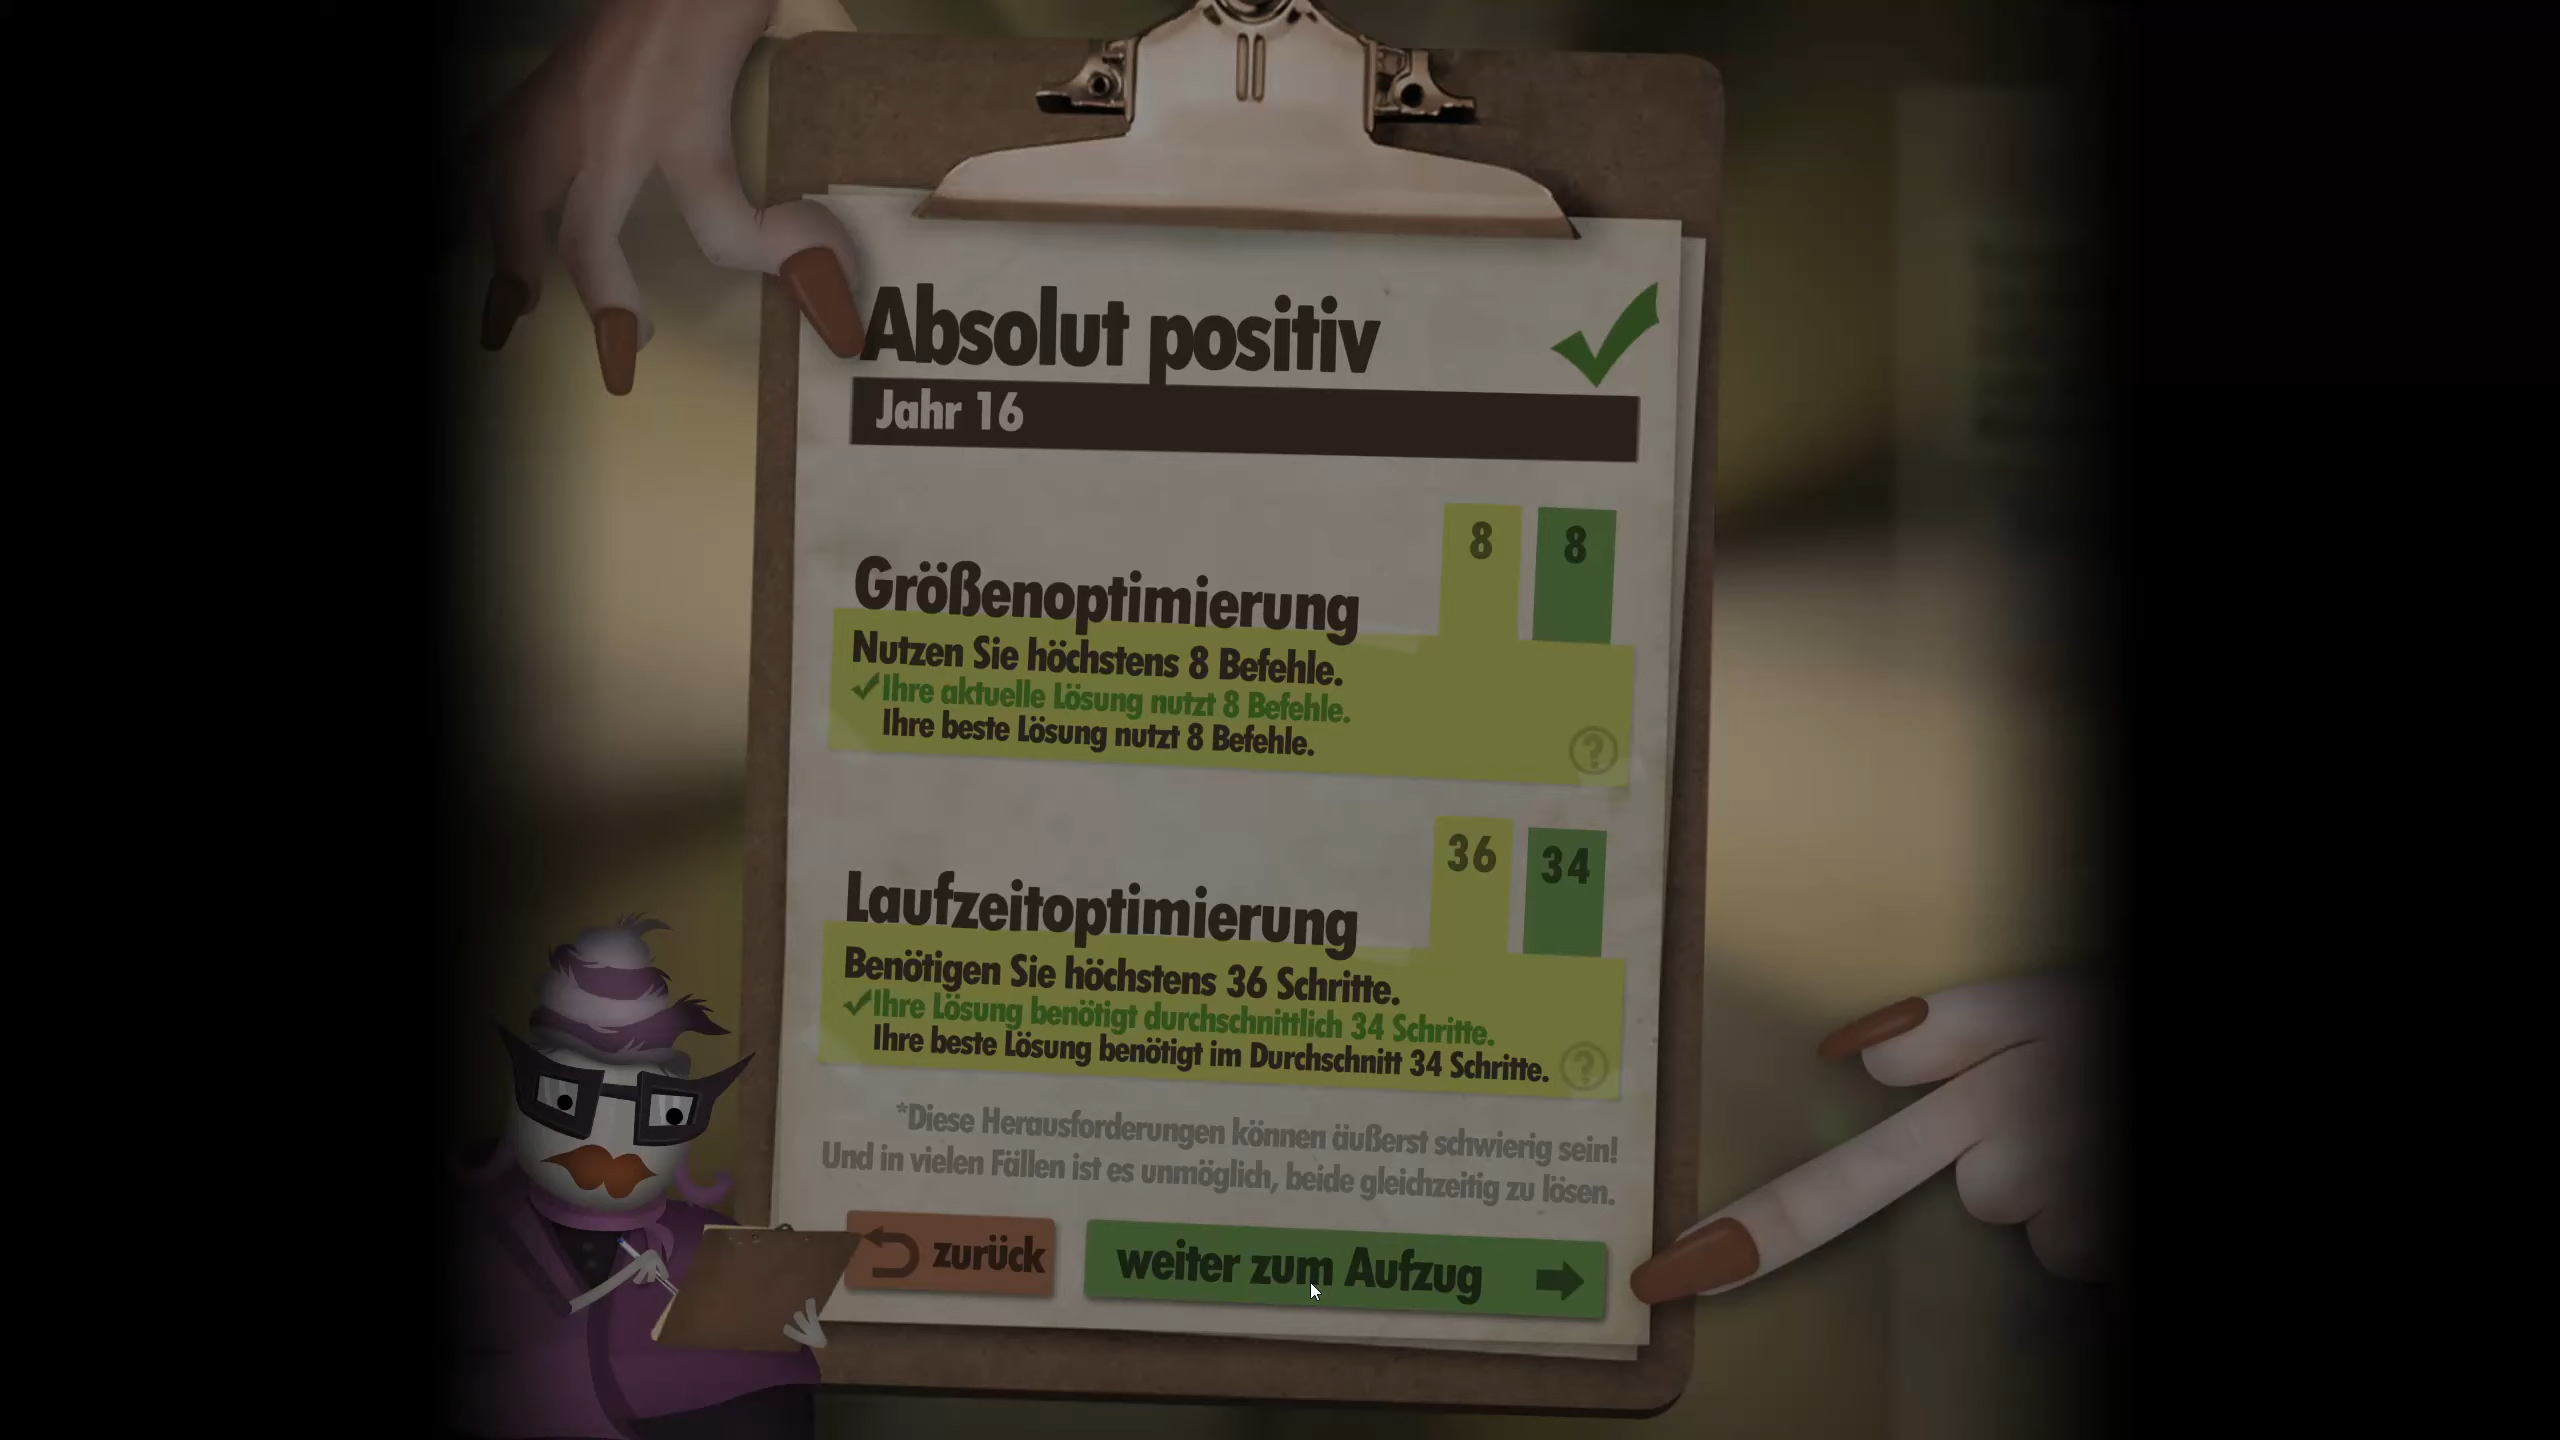 Absolut positiv
Jahr 16
8
8
Größenoptimierung
Nutzen Sie höchstens 8 Befehle.
Ihre aktuelle Lösung nutzt 8 Befehle.
Ihre beste Lösung nutzt 8 Befehle.
?
36
34
Laufzeitoptimierung
Benötigen Sie höchstens 36 Schritte.
Ihre Lösung benötigt durchschnittlich 34 Schritte.
Ihre beste Lösung benötigt im Durchschnitt 34 Schritte.
?
*Diese Herausforderungen können äußerst schwierig sein!
Und in vielen Fällen ist es unmöglich, beide gleichzeitig zu lösen.
zurück
weiter zum Aufzug